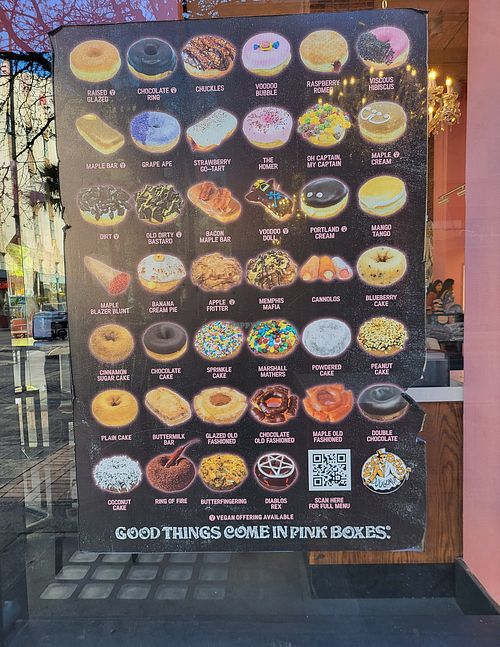 RAISED Ⓥ
GLAZED
CHOCOLATE Ⓥ
RING
CHUCKLES
VOODOO
BUBBLE
RASPBERRY
ROMEO
VISCOUS
HIBISCUS
MAPLE BAR Ⓥ
GRAPE APE
STRAWBERRY
GO-TART
THE
HOMER
OH CAPTAIN,
MY CAPTAIN
MAPLE Ⓥ
CREAM
DIRT Ⓥ
OLD DIRTY Ⓥ
BASTARD
BACON
MAPLE BAR
VOODOO Ⓥ
DOLL
PORTLAND Ⓥ
CREAM
MANGO
TANGO
MAPLE
BLAZER BLUNT
BANANA
CREAM PIE
APPLE Ⓥ
FRITTER
MEMPHIS
MAFIA
CANNOLOS
BLUEBERRY
CAKE
CINNAMON
SUGAR CAKE
CHOCOLATE
CAKE
SPRINKLE
CAKE
MARSHALL
MATHERS
POWDERED
CAKE
PEANUT
CAKE
PLAIN CAKE
BUTTERMILK
BAR
GLAZED OLD
FASHIONED
CHOCOLATE
OLD FASHIONED
MAPLE OLD
FASHIONED
DOUBLE
CHOCOLATE
COCONUT
CAKE
RING OF FIRE
BUTTERFINGERING
DIABLOS
REX
SCAN HERE
FOR FULL MENU
Ⓥ VEGAN OFFERING AVAILABLE
GOOD THINGS COME IN PINK BOXES®